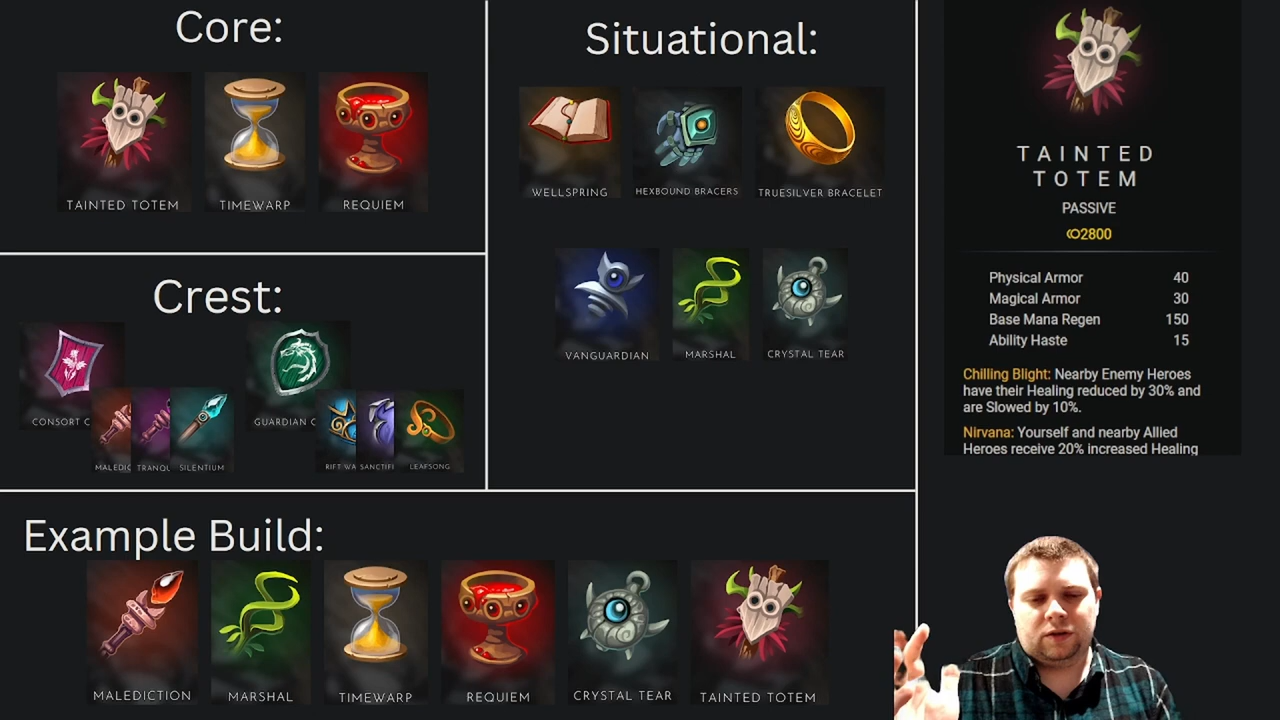 Core:
TAINTED TOTEM
TIMEWARP
REQUIEM
Situational:
WELLSPRING
HEXBOUND BRACERS
TRUESILVER BRACELET
VANGUARDIAN
MARSHAL
CRYSTAL TEAR
Crest:
CONSORT C
MALEDIC
TRANQU
SILENTIUM
GUARDIAN C
RIFT WA
SANCTIFI
LEAFSONG
Example Build:
MALEDICTION
MARSHAL
TIMEWARP
REQUIEM
CRYSTAL TEAR
TAINTED TOTEM
TAINTED
TOTEM
PASSIVE
2800
Physical Armor 40
Magical Armor 30
Base Mana Regen 150
Ability Haste 15
Chilling Blight: Nearby Enemy Heroes
have their Healing reduced by 30% and
are Slowed by 10%.
Nirvana: Yourself and nearby Allied
Heroes receive 20% increased Healing